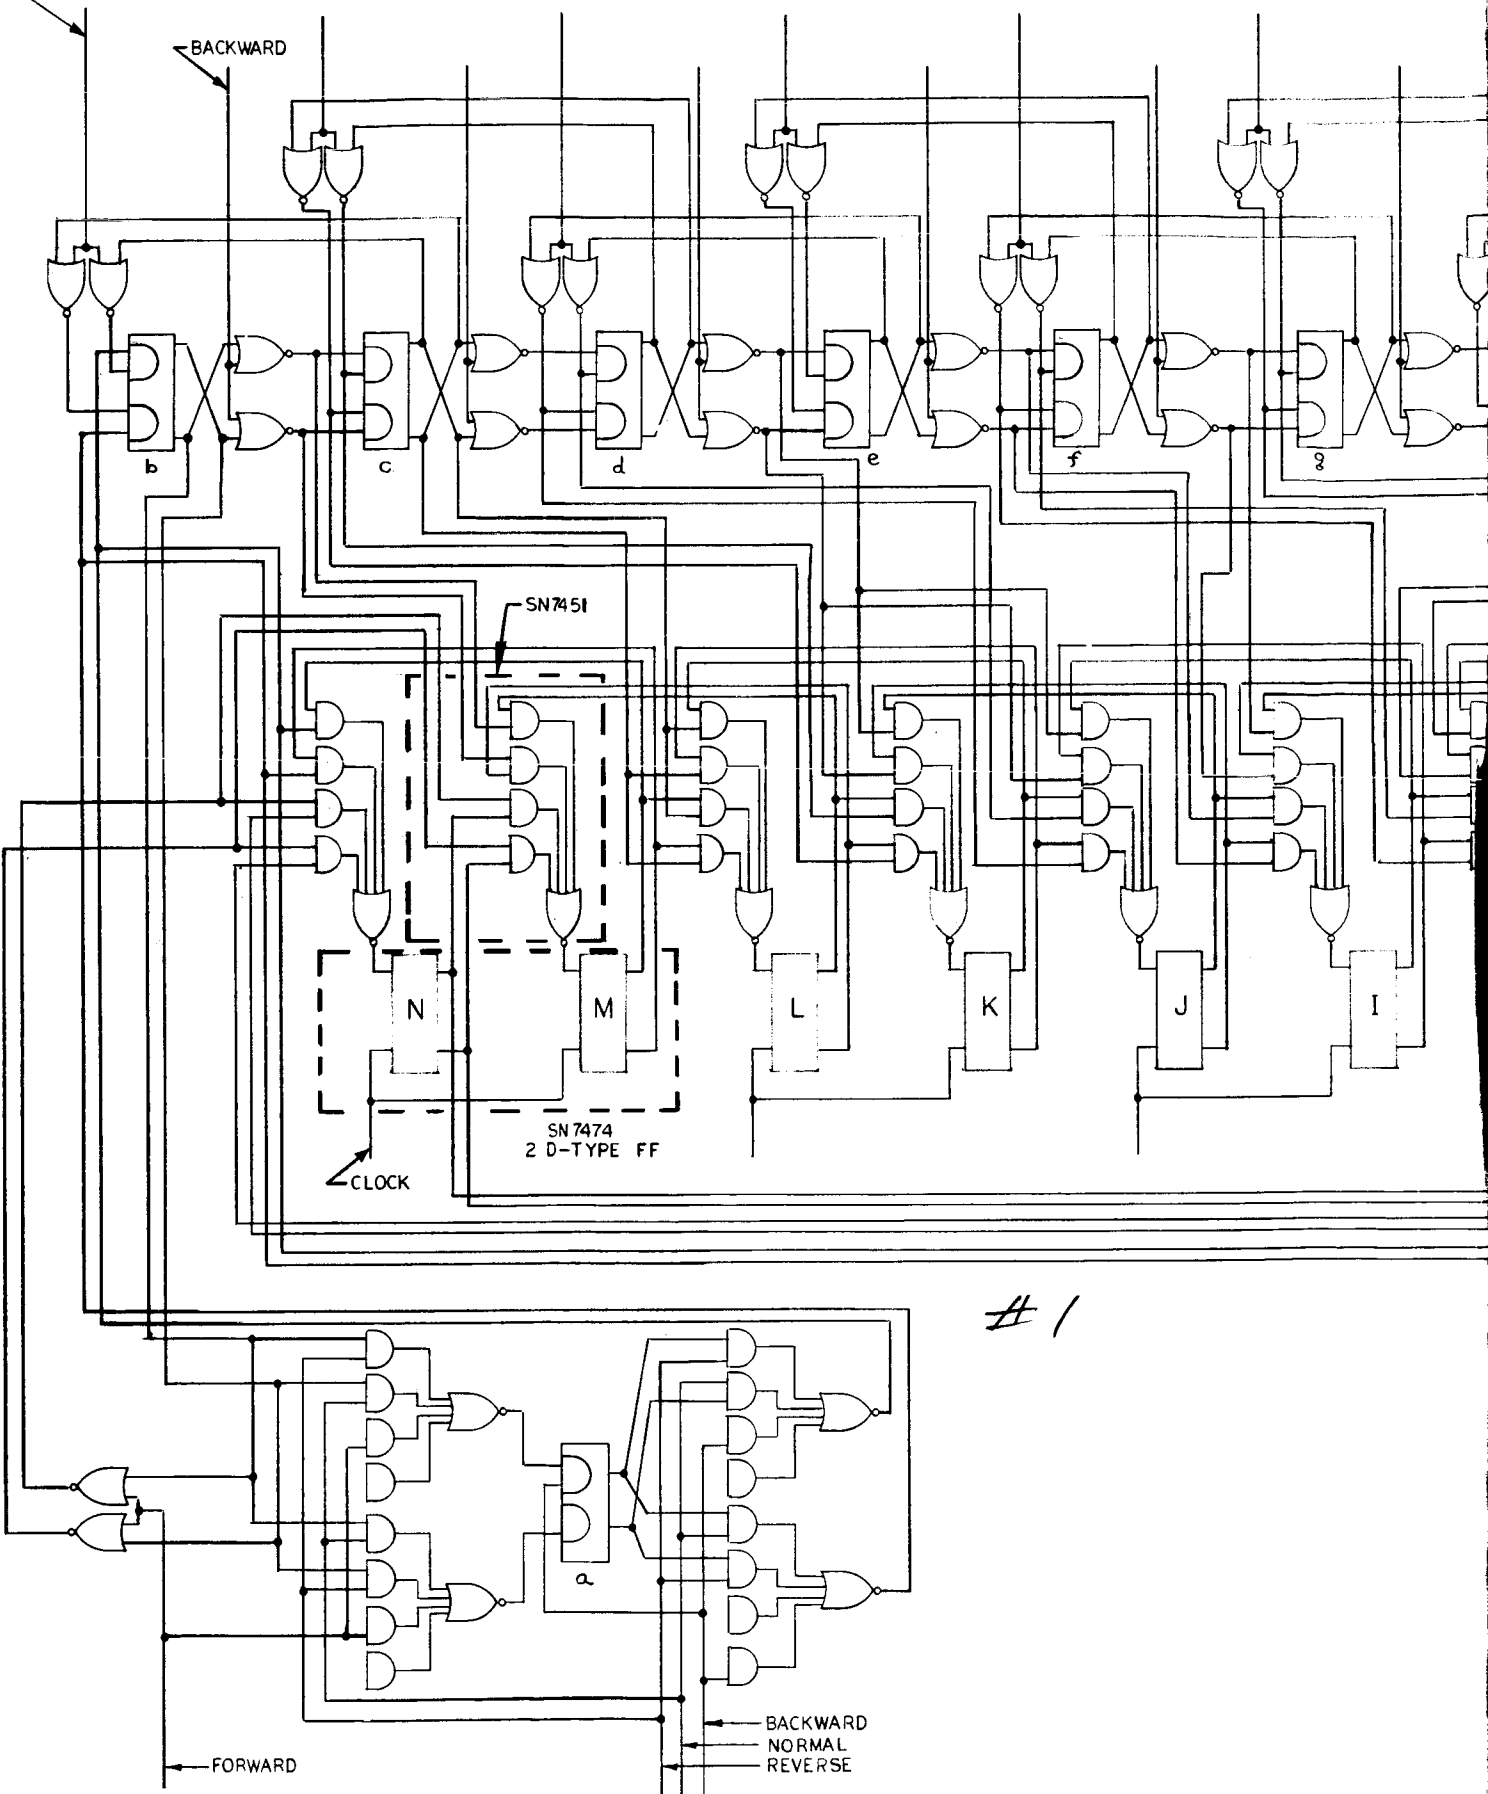 BACKWARD
b
c
d
e
f
g
SN7451
N
M
L
K
J
I
SN7474
2 D-TYPE FF
CLOCK
# 1
a
BACKWARD
NORMAL
REVERSE
FORWARD